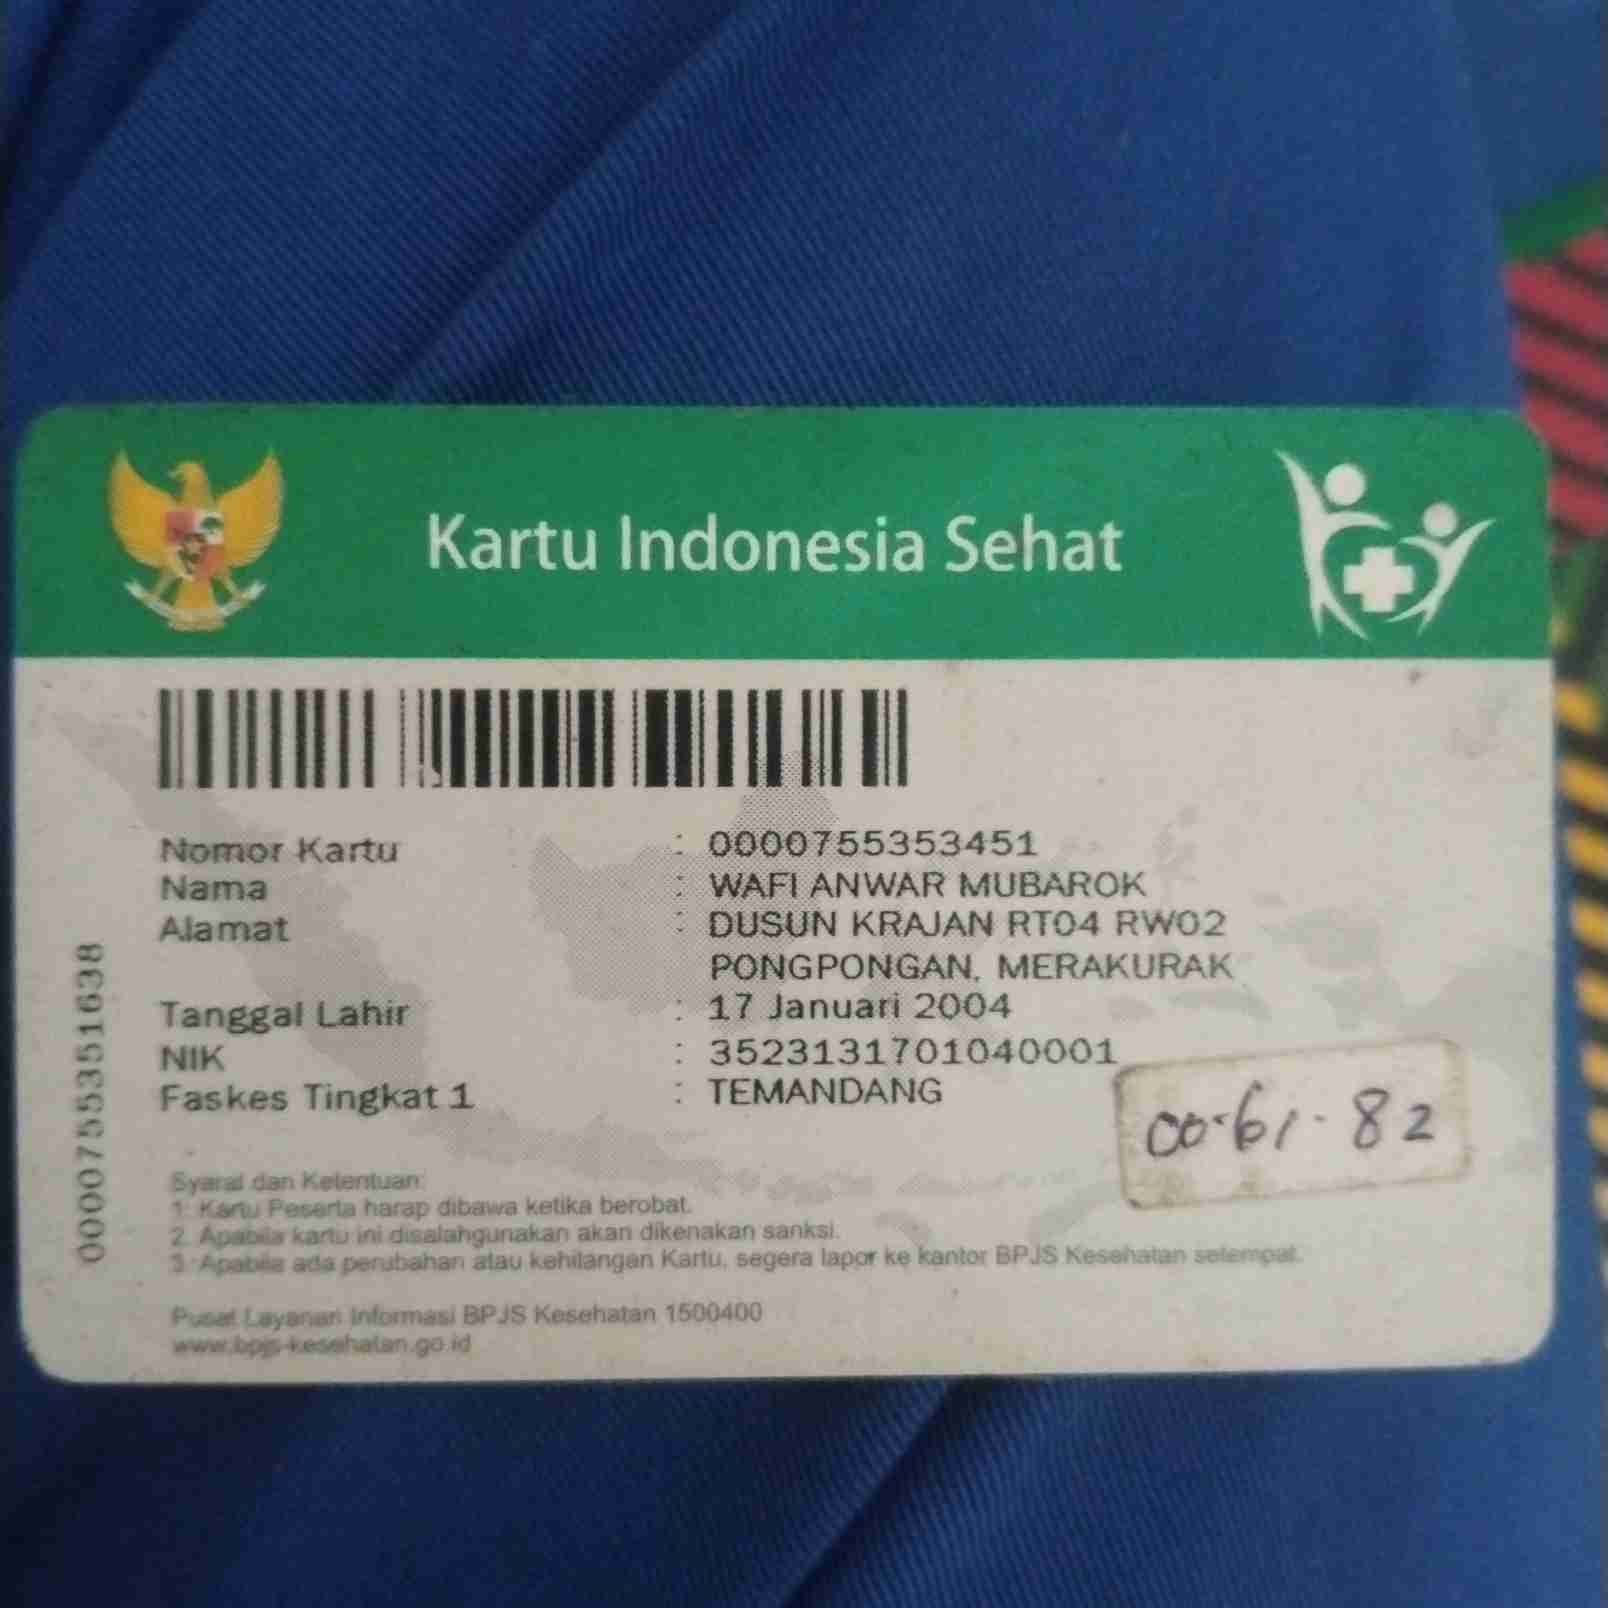 Kartu Indonesia Sehat
Nomor Kartu : 0000755353451
Nama : WAFI ANWAR MUBAROK
Alamat : DUSUN KRAJAN RT04 RW02
PONGPONGAN, MERAKURAK
Tanggal Lahir : 17 Januari 2004
NIK : 3523131701040001
Faskes Tingkat 1 : TEMANDANG
00-61-82
Syarat dan Ketentuan:
1. Kartu Peserta harap dibawa ketika berobat.
2. Apabila kartu ini disalahgunakan akan dikenakan sanksi.
3. Apabila ada perubahan atau kehilangan Kartu, segera lapor ke kantor BPJS Kesehatan setempat.
Pusat Layanan Informasi BPJS Kesehatan 1500400
www.bpjs-kesehatan.go.id
0000755351638